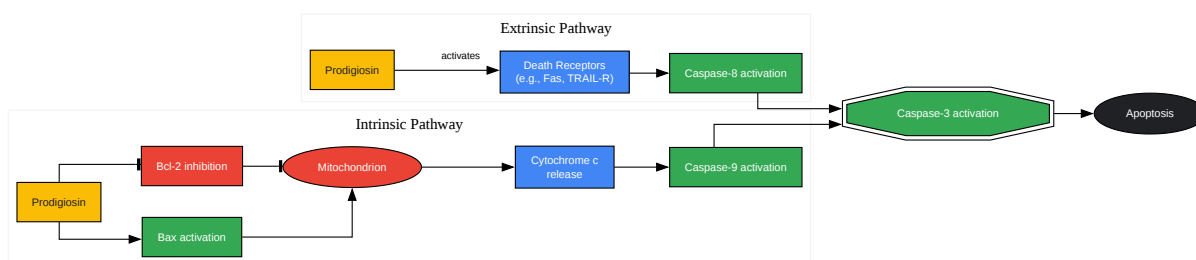 Extrinsic Pathway
Prodigiosin
activates
Death Receptors
(e.g., Fas, TRAIL-R)
Caspase-8 activation
Caspase-3 activation
Apoptosis
Intrinsic Pathway
Bcl-2 inhibition
Mitochondrion
Cytochrome c
release
Caspase-9 activation
Prodigiosin
Bax activation